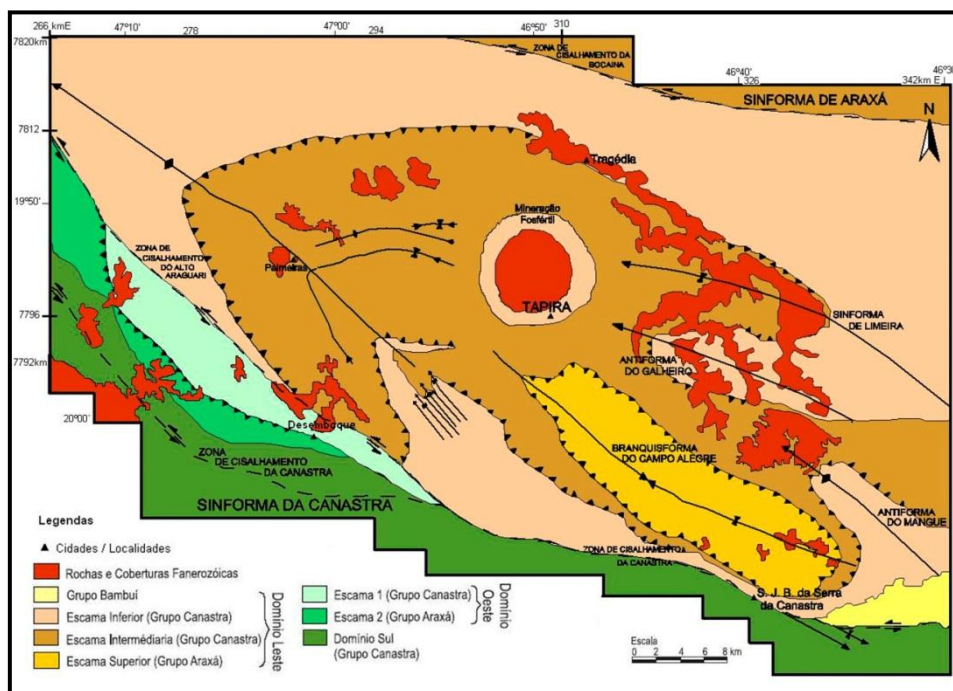 266 kmE
47°10'
278
47°00'
294
46°50'
310
46°40'
326
342km E
46°3
7820km
7812
19°50'
7796
7792km
20°00'
ZONA DE
CISALHAMENTO DA
BOCAINA
SINFORMA DE ARAXÁ
N
Tragédia
Mineração
Fosfértil
ZONA DE
CISALHAMENTO
DO ALTO
ARAGUARI
Palmeiras
TAPIRA
SINFORMA
DE LIMEIRA
ANTIFORMA
DO GALHEIRO
Desemboque
BRANQUISFORMA
DO CAMPO ALEGRE
ZONA
DE CISALHAMENTO
DA CANASTRA
SINFORMA DA CANASTRA
ANTIFORMA
DO MANGUE
ZONA DE CISALHAMENTO
DA CANASTRA
S. J. B. da Serra
da Canastra
Legendas
Cidades / Localidades
Rochas e Coberturas Fanerozóicas
Grupo Bambuí
Escama Inferior (Grupo Canastra)
Escama Intermédiaria (Grupo Canastra)
Escama Superior (Grupo Araxá)
Domínio Leste
Escama 1 (Grupo Canastra)
Escama 2 (Grupo Araxá)
Domínio
Oeste
Domínio Sul
(Grupo Canastra)
Escala
0 2 4 6 8 km